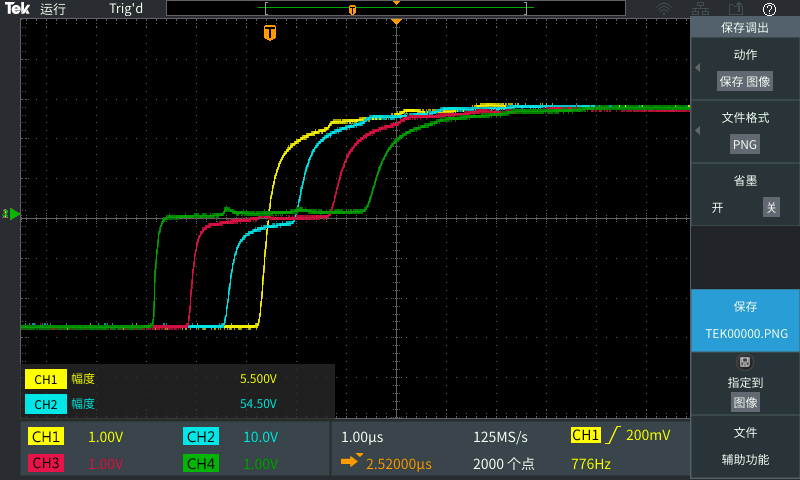 Tek 运行 Trig'd
T
T
?
保存调出
动作
保存 图像
文件格式
PNG
省墨
开 关
保存
TEK00000.PNG
指定到
图像
文件
辅助功能
CH1 幅度 5.500V
CH2 幅度 54.50V
CH1 1.00V CH2 10.0V 1.00μs 125MS/s CH1 200mV
CH3 1.00V CH4 1.00V 2.52000μs 2000 个点 776Hz